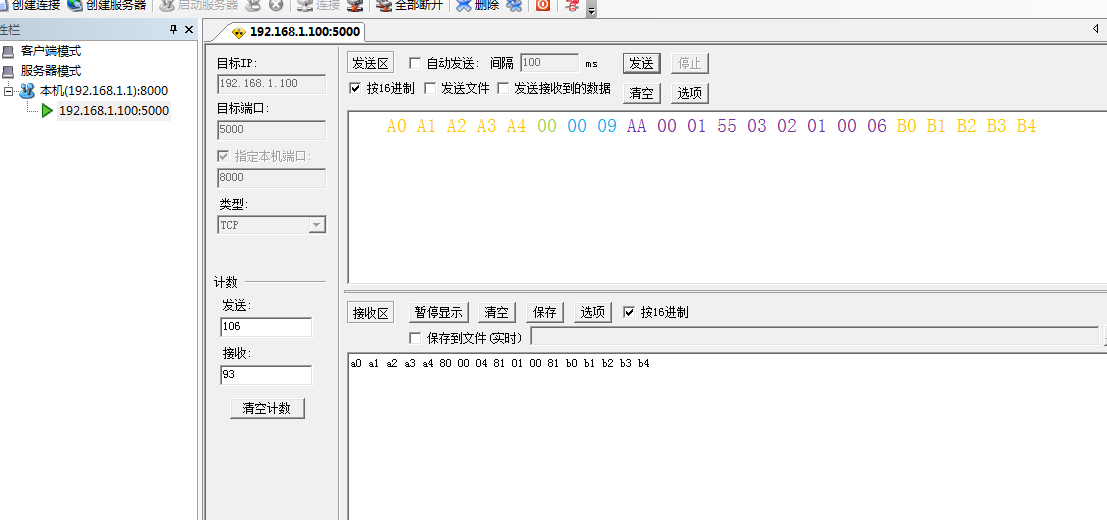 创建连接 创建服务器 启动服务器 连接 全部断开 删除
性栏
192.168.1.100:5000
客户端模式
服务器模式
本机(192.168.1.1):8000
192.168.1.100:5000
目标IP:
192.168.1.100
目标端口:
5000
指定本机端口:
8000
类型:
TCP
计数
发送:
106
接收:
93
清空计数
发送区 自动发送: 间隔 100 ms 发送 停止
按16进制 发送文件 发送接收到的数据 清空 选项
A0 A1 A2 A3 A4 00 00 09 AA 00 01 55 03 02 01 00 06 B0 B1 B2 B3 B4
接收区 暂停显示 清空 保存 选项 按16进制
保存到文件(实时)
a0 a1 a2 a3 a4 80 00 04 81 01 00 81 b0 b1 b2 b3 b4